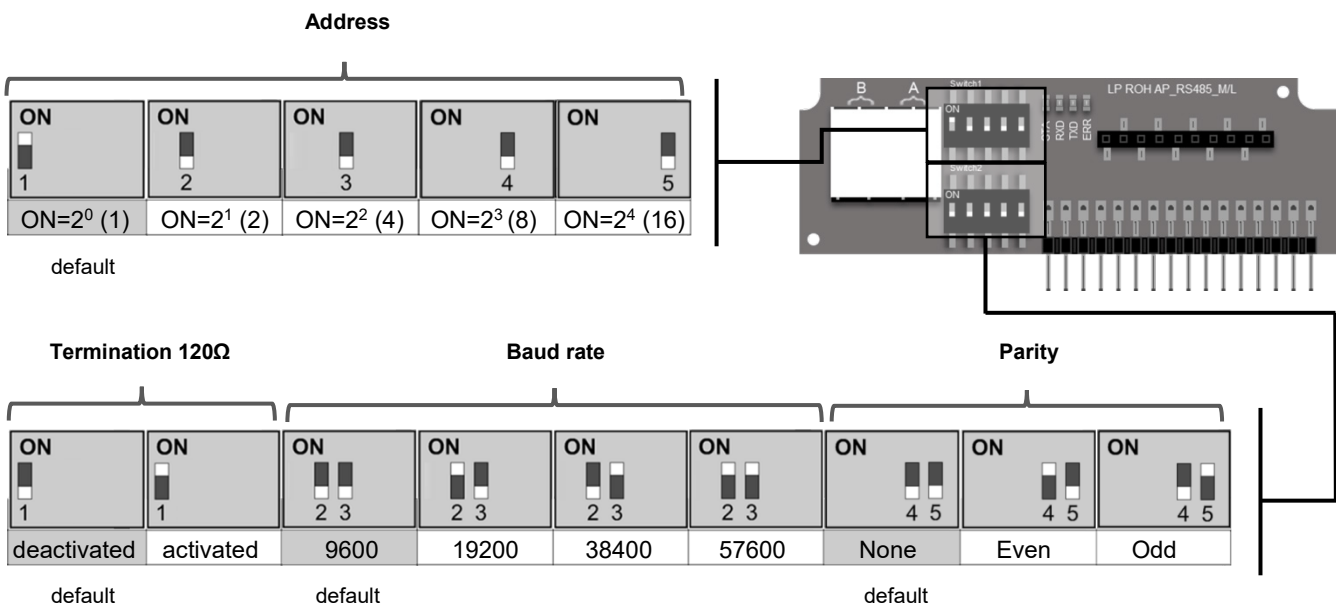 Address
ON ON ON ON ON
1 2 3 4 5
ON=2⁰ (1) ON=2¹ (2) ON=2² (4) ON=2³ (8) ON=2⁴ (16)
default
B A
Switch1
ON
RXD
TXD
ERR
LP ROH AP_RS485_M/L
Switch2
ON
Termination 120Ω Baud rate Parity
ON ON ON ON ON ON ON ON ON
1 1 2 3 2 3 2 3 2 3 4 5 4 5 4 5
deactivated activated 9600 19200 38400 57600 None Even Odd
default default default